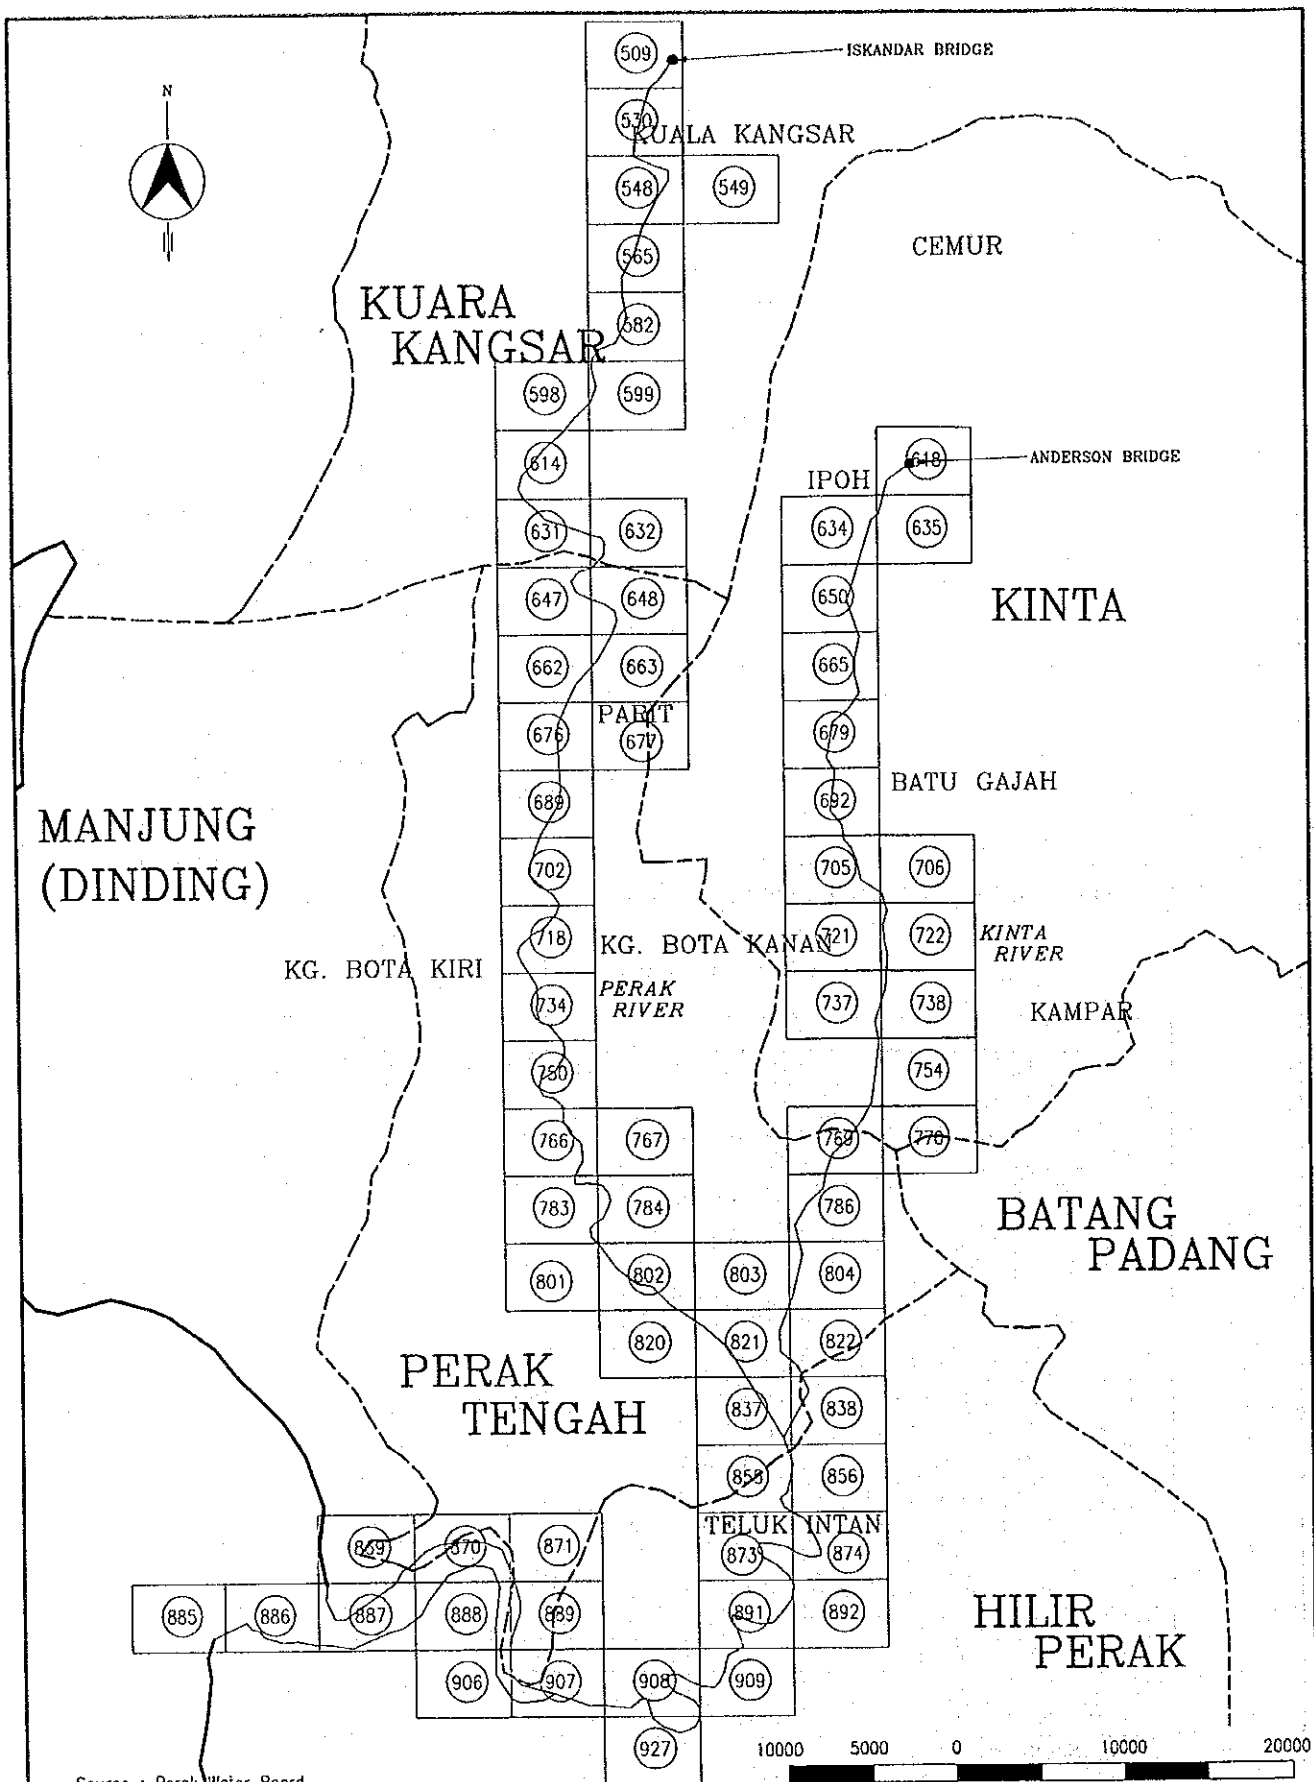 509
ISKANDAR BRIDGE
N
530
KUALA KANGSAR
548
549
565
CEMUR
KUARA
KANGSAR
582
598
599
614
618
ANDERSON BRIDGE
IPOH
631
632
634
635
647
648
650
KINTA
662
663
665
PARIT
676
677
679
689
692
BATU GAJAH
MANJUNG
(DINDING)
702
705
706
718
KG. BOTA KANAN
721
722
KINTA
RIVER
KG. BOTA KIRI
734
PERAK
RIVER
737
738
KAMPAR
750
754
766
767
769
770
783
784
786
BATANG
PADANG
801
802
803
804
820
821
822
PERAK
TENGAH
837
838
855
856
TELUK INTAN
869
870
871
873
874
885
886
887
888
889
891
892
HILIR
PERAK
906
907
908
909
927
10000 5000 0 10000 20000
Source : Perak Water Board